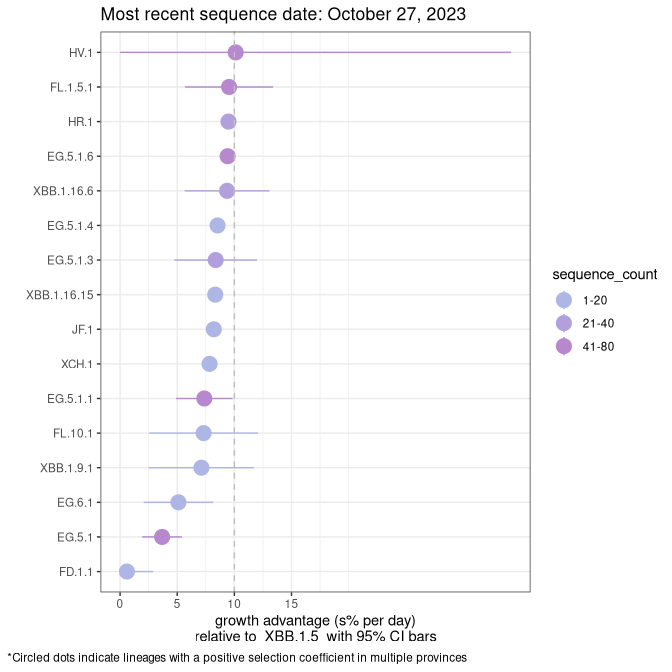 Most recent sequence date: October 27, 2023
HV.1
FL.1.5.1
HR.1
EG.5.1.6
XBB.1.16.6
EG.5.1.4
EG.5.1.3
XBB.1.16.15
JF.1
XCH.1
EG.5.1.1
FL.10.1
XBB.1.9.1
EG.6.1
EG.5.1
FD.1.1
sequence_count
1-20
21-40
41-80
0 5 10 15
growth advantage (s% per day)
relative to XBB.1.5 with 95% CI bars
*Circled dots indicate lineages with a positive selection coefficient in multiple provinces